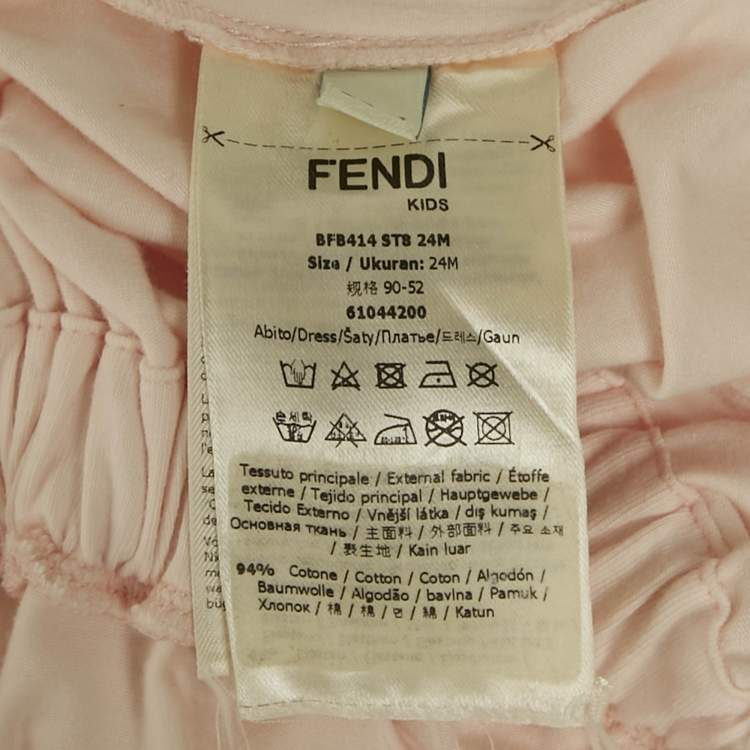 FENDI
KIDS
BFB414 ST8 24M
Size / Ukuran: 24M
规格 90-52
61044200
Abito/Dress/Šaty/Платье/드레스/Gaun
손세탁
Tessuto principale / External fabric / Étoffe
externe / Tejido principal / Hauptgewebe /
Tecido Externo / Vnější látka / dış kumaş /
Основная ткань / 主面料 / 外部面料 / 주요 소재
/ 表生地 / Kain luar
94% Cotone / Cotton / Coton / Algodón /
Baumwolle / Algodão / bavlna / Pamuk /
Хлопок / 棉 / 棉 / 면 / 綿 / Katun